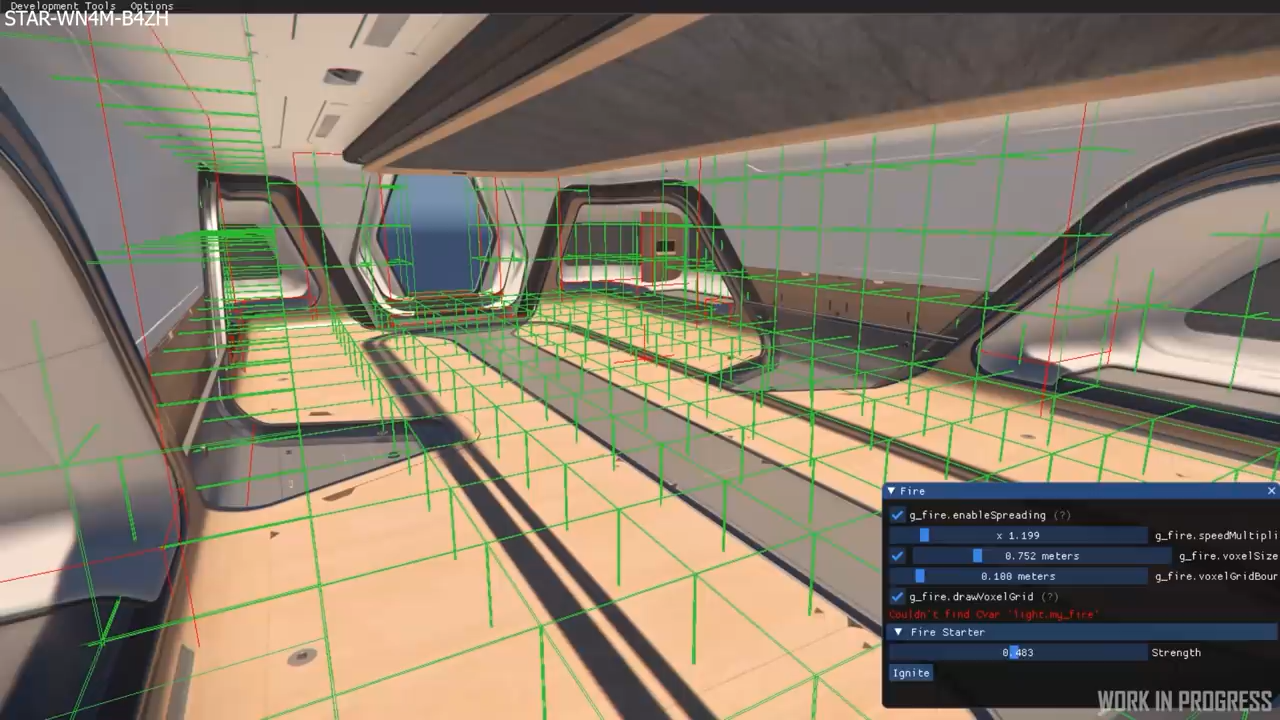 Development Tools Options
STAR-WN4M-B4ZH
Fire
g_fire.enableSpreading (?)
x 1.199 g_fire.speedMultipli
0.752 meters g_fire.voxelSize
0.100 meters g_fire.voxelGridBour
g_fire.drawVoxelGrid (?)
Couldn't find CVar 'light.my_fire'
Fire Starter
0.483 Strength
Ignite
WORK IN PROGRESS